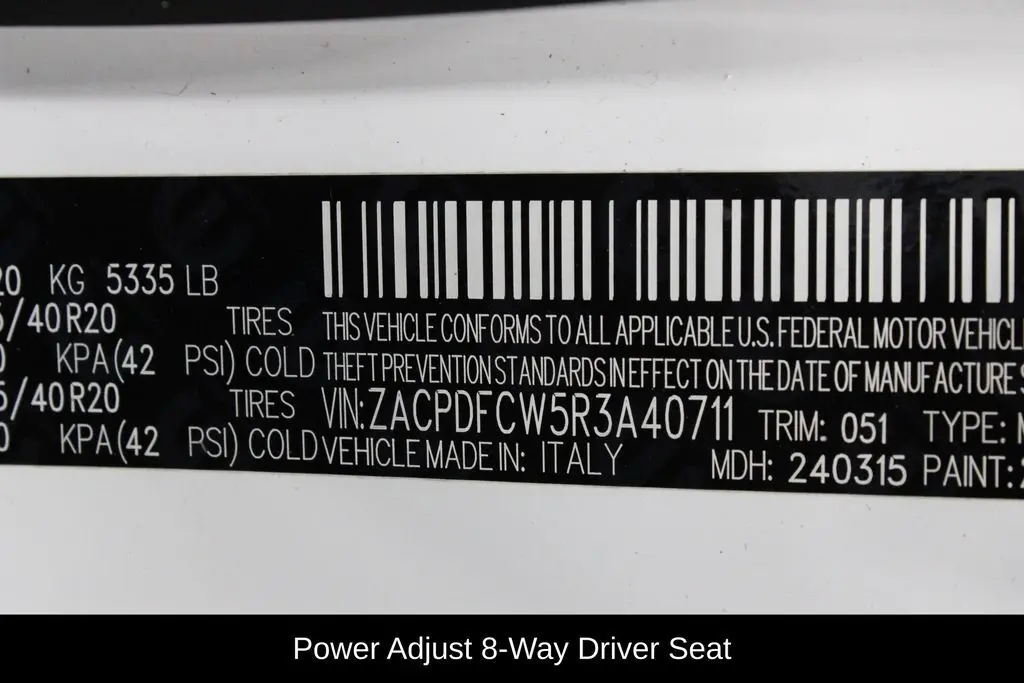 20 KG 5335 LB
5/40R20 TIRES
0 KPA(42 PSI) COLD
5/40R20 TIRES
0 KPA(42 PSI) COLD
THIS VEHICLE CONFORMS TO ALL APPLICABLE U.S. FEDERAL MOTOR VEHICL
THEFT PREVENTION STANDARDS IN EFFECT ON THE DATE OF MANUFACTURE S
VIN:ZACPDFCW5R3A40711 TRIM: 051 TYPE:
VEHICLE MADE IN: ITALY MDH: 240315 PAINT:2
Power Adjust 8-Way Driver Seat